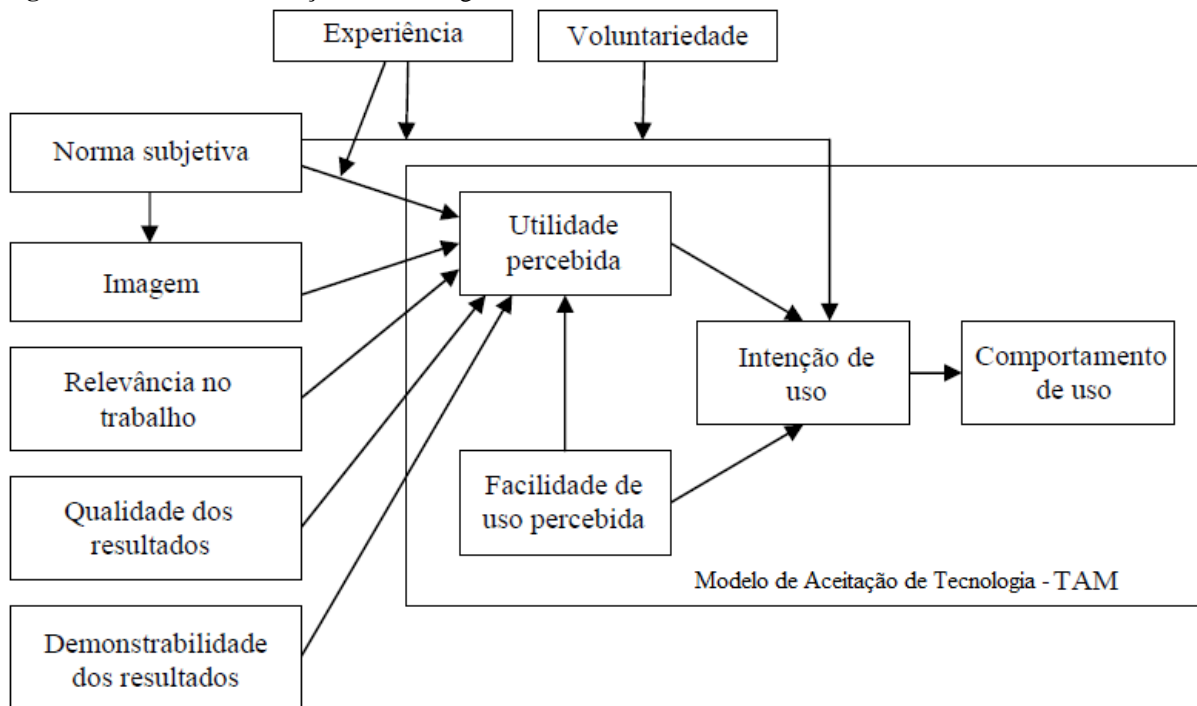 Experiência
Voluntariedade
Norma subjetiva
Utilidade
percebida
Imagem
Relevância no
trabalho
Intenção de
uso
Comportamento
de uso
Qualidade dos
resultados
Facilidade de
uso percebida
Modelo de Aceitação de Tecnologia - TAM
Demonstrabilidade
dos resultados